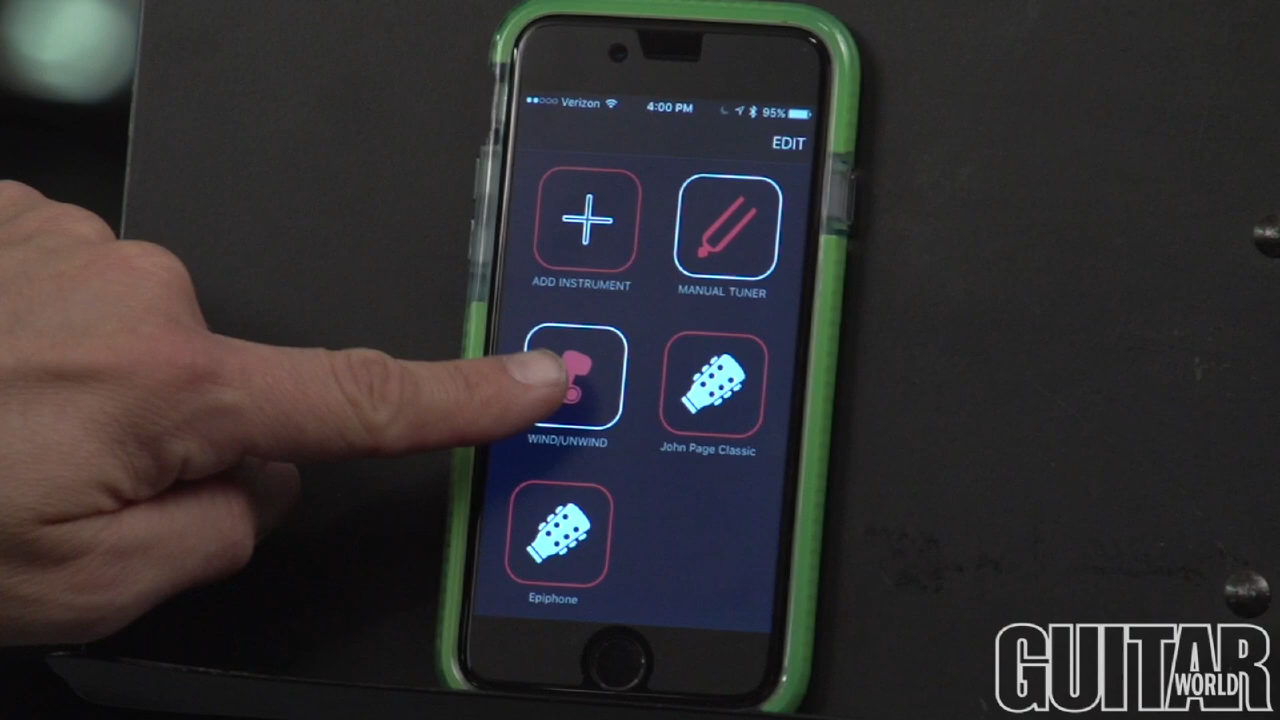 Verizon 4:00 PM 95%
EDIT
ADD INSTRUMENT
MANUAL TUNER
WIND/UNWIND
John Page Classic
Epiphone
GUITAR
WORLD